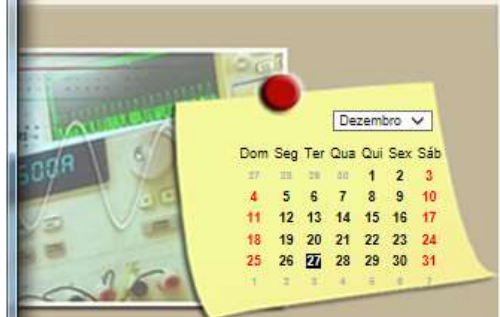 500A
Dezembro
Dom Seg Ter Qua Qui Sex Sáb
27 28 29 30 1 2 3
4 5 6 7 8 9 10
11 12 13 14 15 16 17
18 19 20 21 22 23 24
25 26 27 28 29 30 31
1 2 3 4 5 6 7